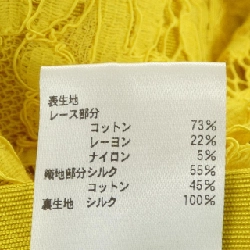 表生地
レース部分
コットン 73%
レーヨン 22%
ナイロン 5%
別地部分シルク 55%
コットン 45%
裏生地 シルク 100%